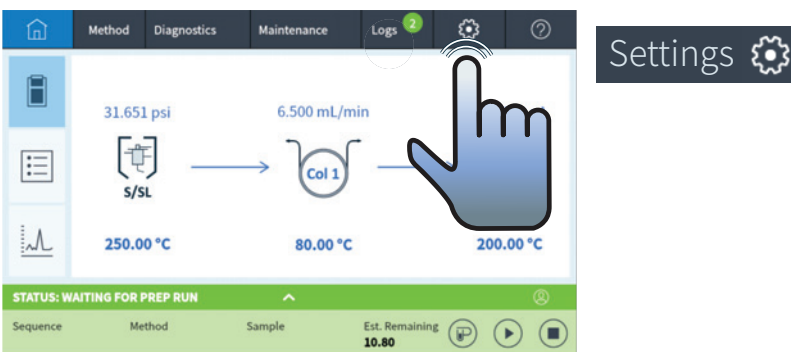 Method Diagnostics Maintenance Logs 2 ?
Settings
31.651 psi 6.500 mL/min
S/SL Col 1
250.00 °C 80.00 °C 200.00 °C
STATUS: WAITING FOR PREP RUN
Sequence Method Sample Est. Remaining
10.80 P